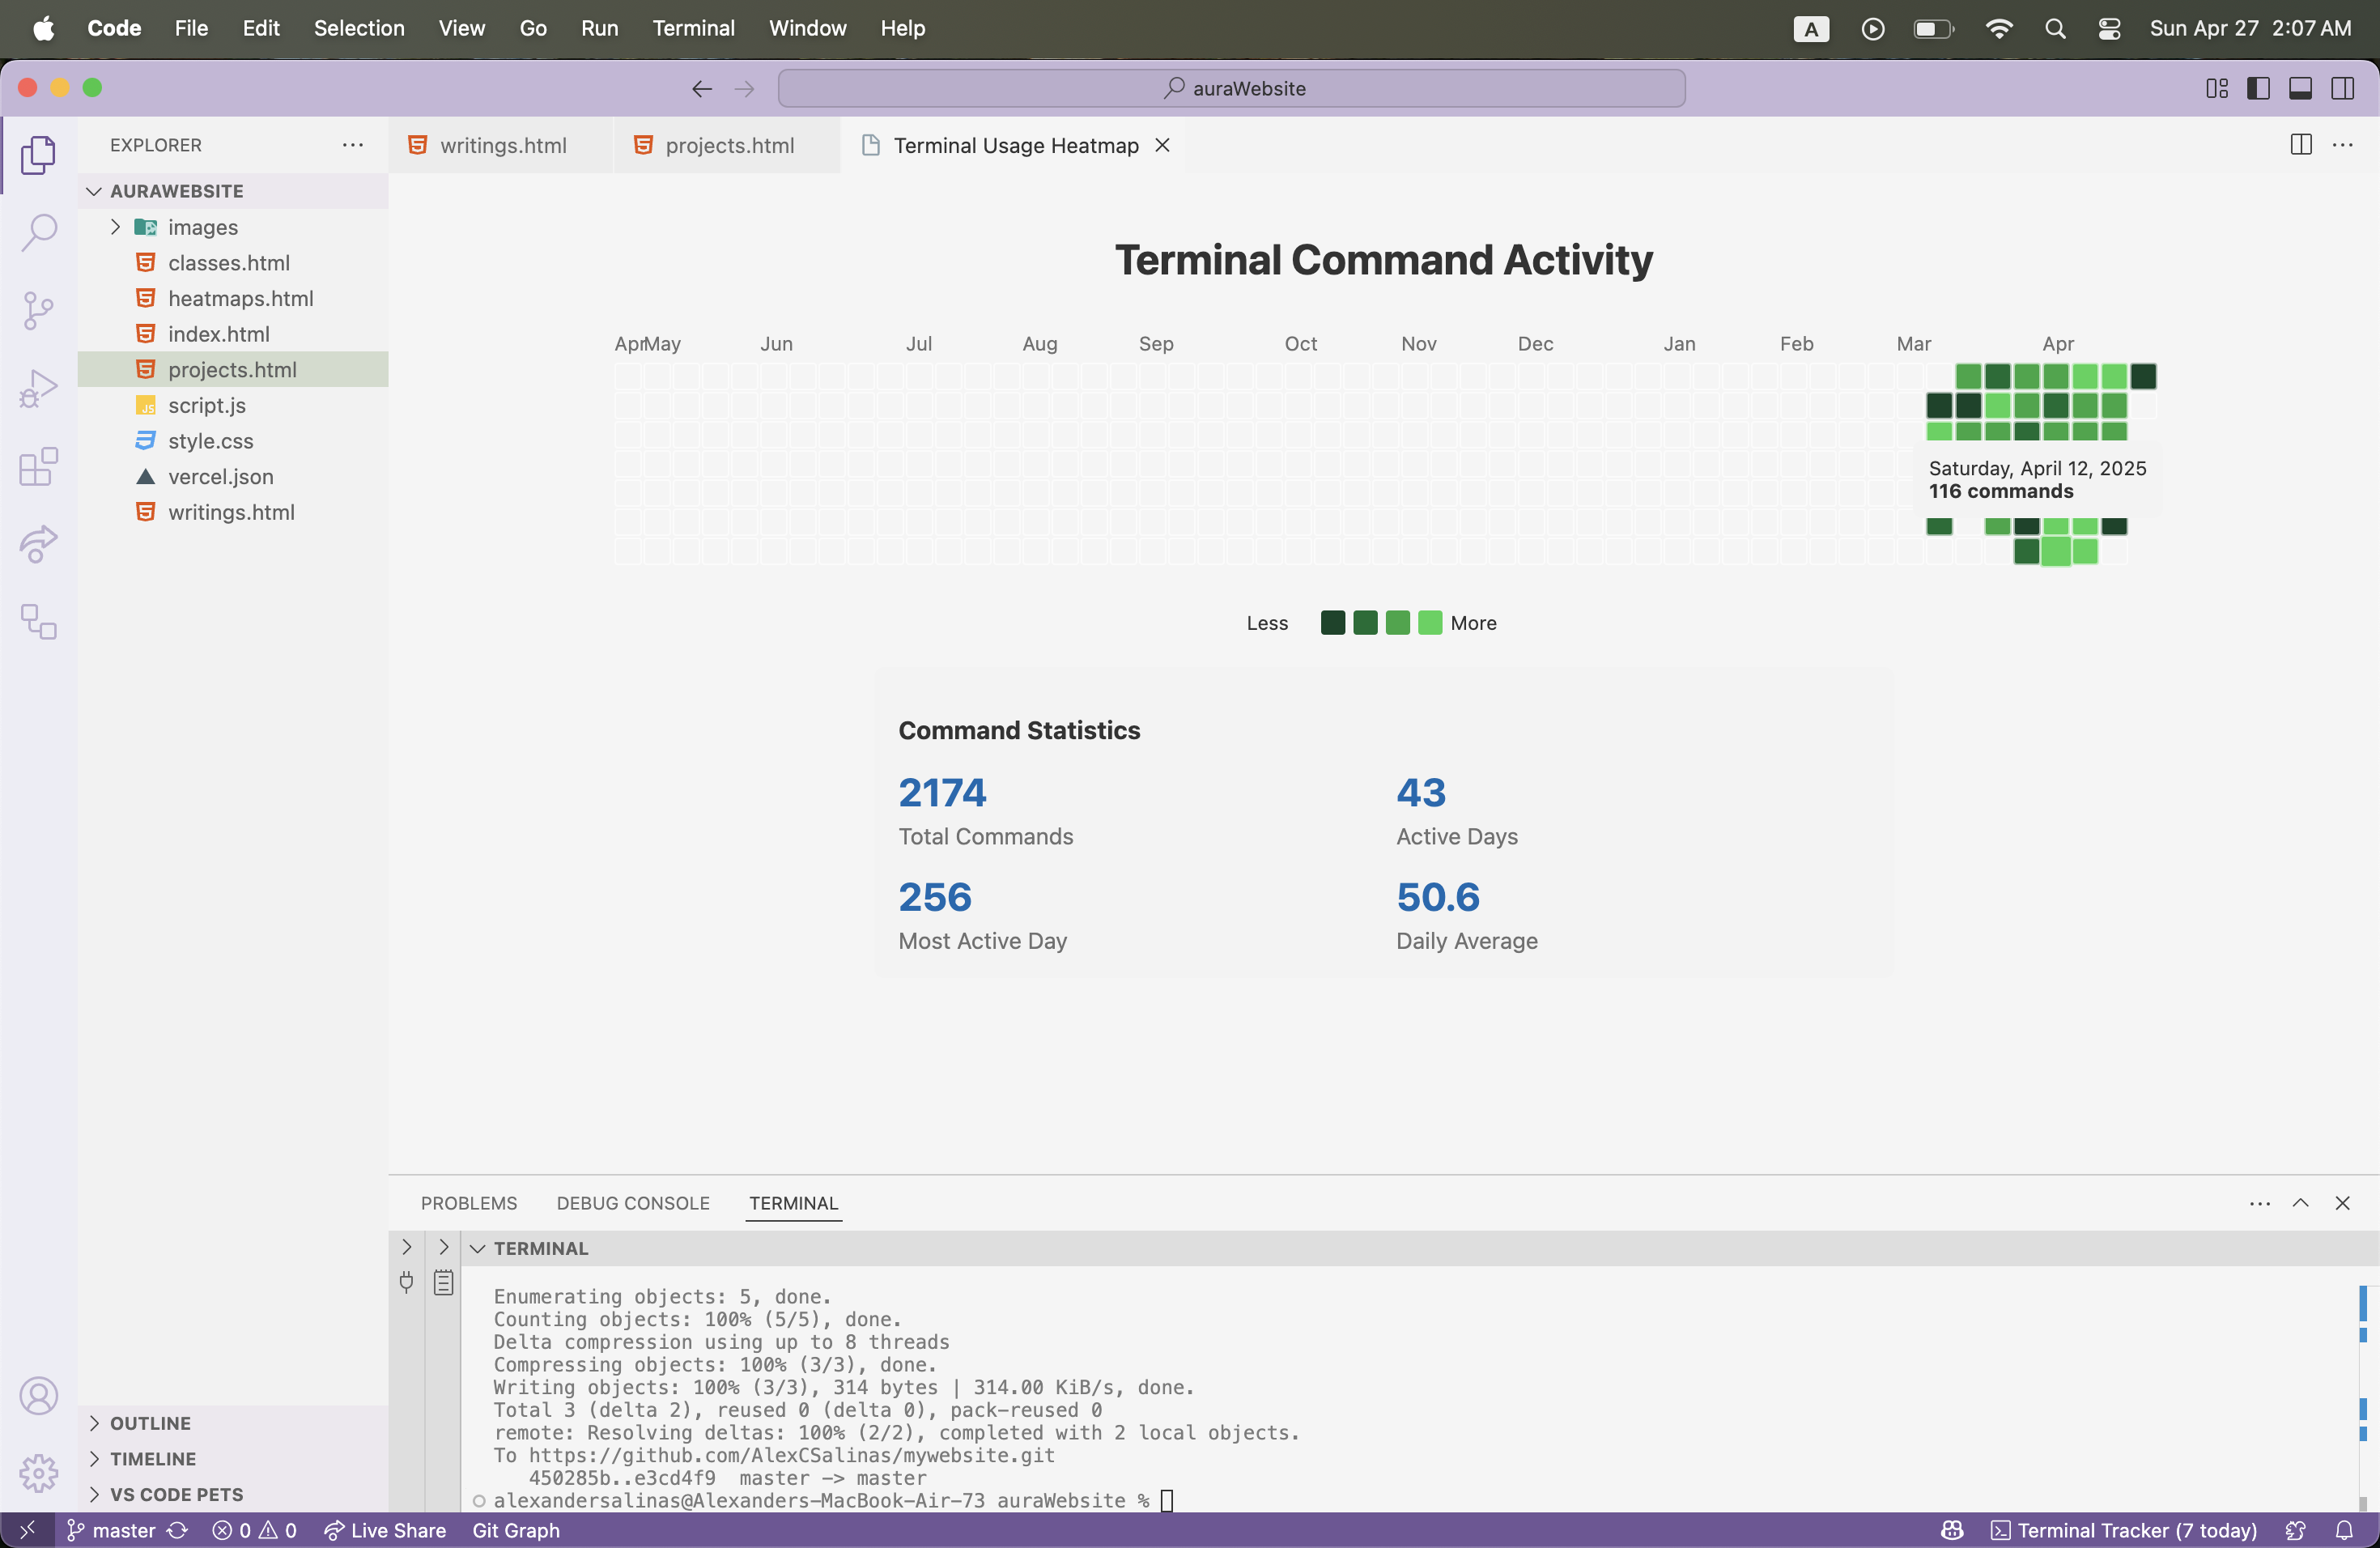 Code File Edit Selection View Go Run Terminal Window Help A Sun Apr 27 2:07 AM
auraWebsite
EXPLORER
writings.html projects.html Terminal Usage Heatmap
AURAWEBSITE
images
classes.html
heatmaps.html
index.html
projects.html
script.js
style.css
vercel.json
writings.html
Terminal Command Activity
Apr May Jun Jul Aug Sep Oct Nov Dec Jan Feb Mar Apr
Saturday, April 12, 2025
116 commands
Less More
Command Statistics
2174 43
Total Commands Active Days
256 50.6
Most Active Day Daily Average
PROBLEMS DEBUG CONSOLE TERMINAL
TERMINAL
Enumerating objects: 5, done.
Counting objects: 100% (5/5), done.
Delta compression using up to 8 threads
Compressing objects: 100% (3/3), done.
Writing objects: 100% (3/3), 314 bytes | 314.00 KiB/s, done.
Total 3 (delta 2), reused 0 (delta 0), pack-reused 0
remote: Resolving deltas: 100% (2/2), completed with 2 local objects.
To https://github.com/AlexCSalinas/mywebsite.git
450285b..e3cd4f9 master -> master
alexandersalinas@Alexanders-MacBook-Air-73 auraWebsite %
OUTLINE
TIMELINE
VS CODE PETS
master 0 0 Live Share Git Graph Terminal Tracker (7 today)